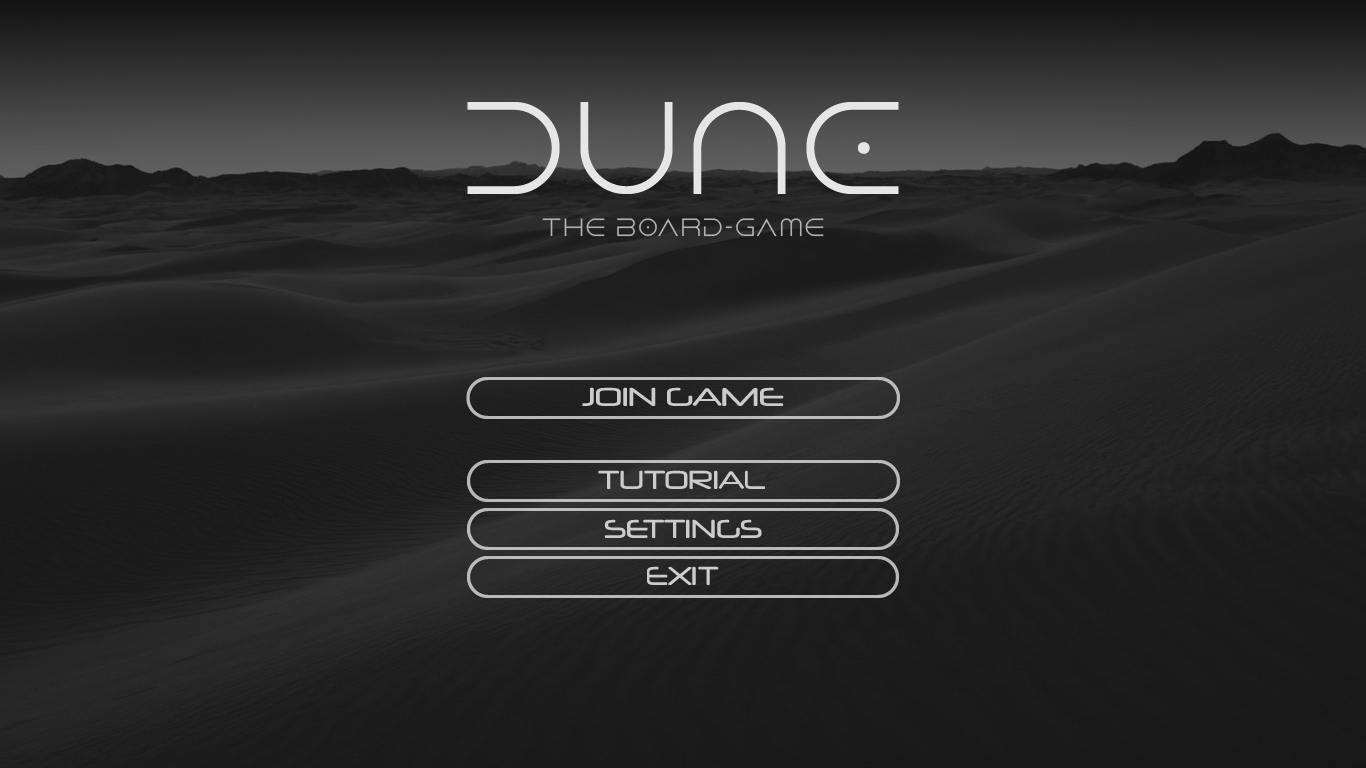 DUNE
THE BOARD-GAME
JOIN GAME
TUTORIAL
SETTINGS
EXIT